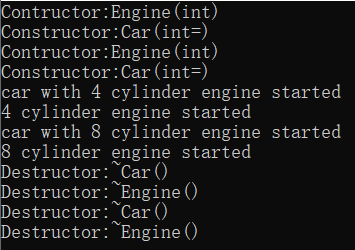 Contructor:Engine(int)
Constructor:Car(int=)
Contructor:Engine(int)
Constructor:Car(int=)
car with 4 cylinder engine started
4 cylinder engine started
car with 8 cylinder engine started
8 cylinder engine started
Destructor:~Car()
Destructor:~Engine()
Destructor:~Car()
Destructor:~Engine()